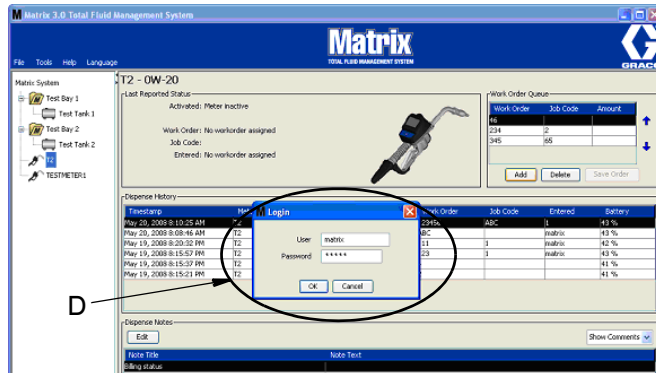 Matrix 3.0 Total Fluid Management System
Matrix
TOTAL FLUID MANAGEMENT SYSTEM
GRACO
File Tools Help Language
Matrix System
Test Bay 1
Test Tank 1
Test Bay 2
Test Tank 2
T2
TESTMETER1
T2 - 0W-20
Last Reported Status
Activated: Meter inactive
Work Order: No workorder assigned
Job Code:
Entered: No workorder assigned
Work Order Queue
Work Order Job Code Amount
46
234 2
345 65
Add Delete Save Order
Dispense History
Timestamp Work Order Job Code Entered Battery
May 20, 2008 8:10:25 AM T2 ABC 1 43 %
May 20, 2008 8:08:46 AM T2 matrix 43 %
May 19, 2008 8:20:32 PM T2 11 1 matrix 42 %
May 19, 2008 8:15:57 PM T2 23 1 matrix 43 %
May 19, 2008 8:15:37 PM T2 41 %
May 19, 2008 8:15:21 PM T2 41 %
Login
User matrix
Password *****
OK Cancel
D
Dispense Notes
Edit Show Comments
Note Title Note Text
Billing status